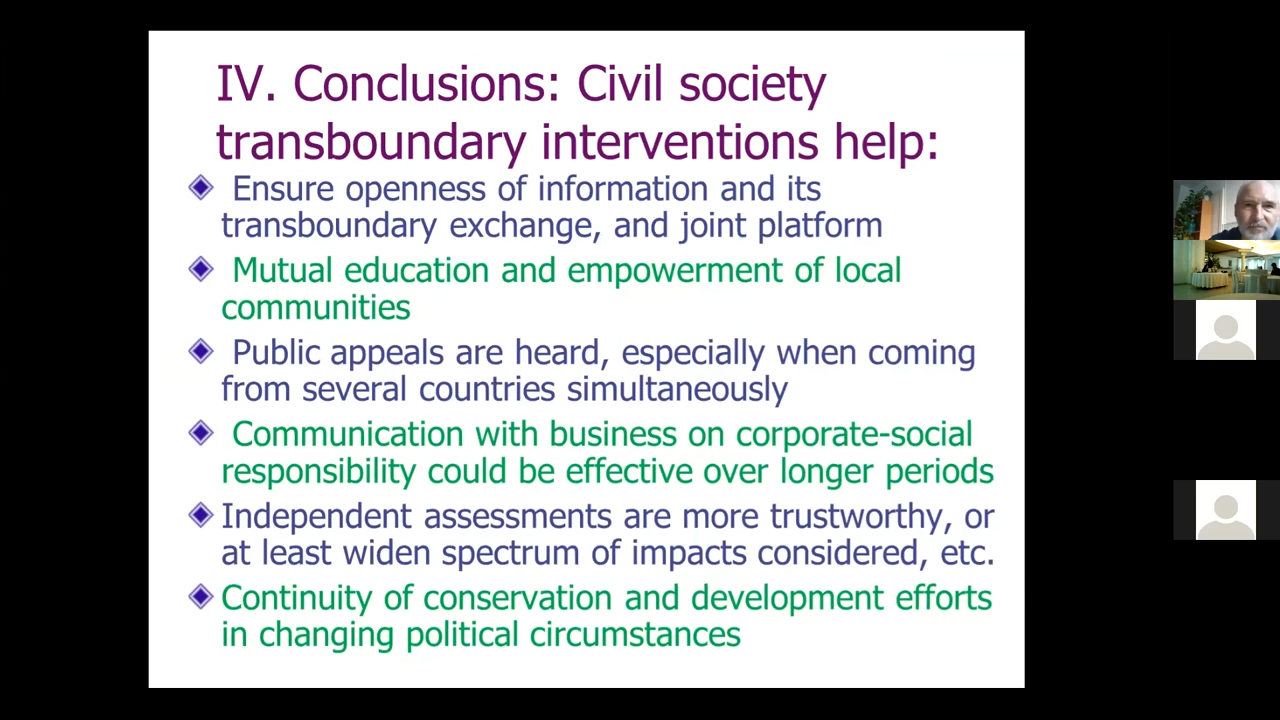 IV. Conclusions: Civil society
transboundary interventions help:
Ensure openness of information and its
transboundary exchange, and joint platform
Mutual education and empowerment of local
communities
Public appeals are heard, especially when coming
from several countries simultaneously
Communication with business on corporate-social
responsibility could be effective over longer periods
Independent assessments are more trustworthy, or
at least widen spectrum of impacts considered, etc.
Continuity of conservation and development efforts
in changing political circumstances